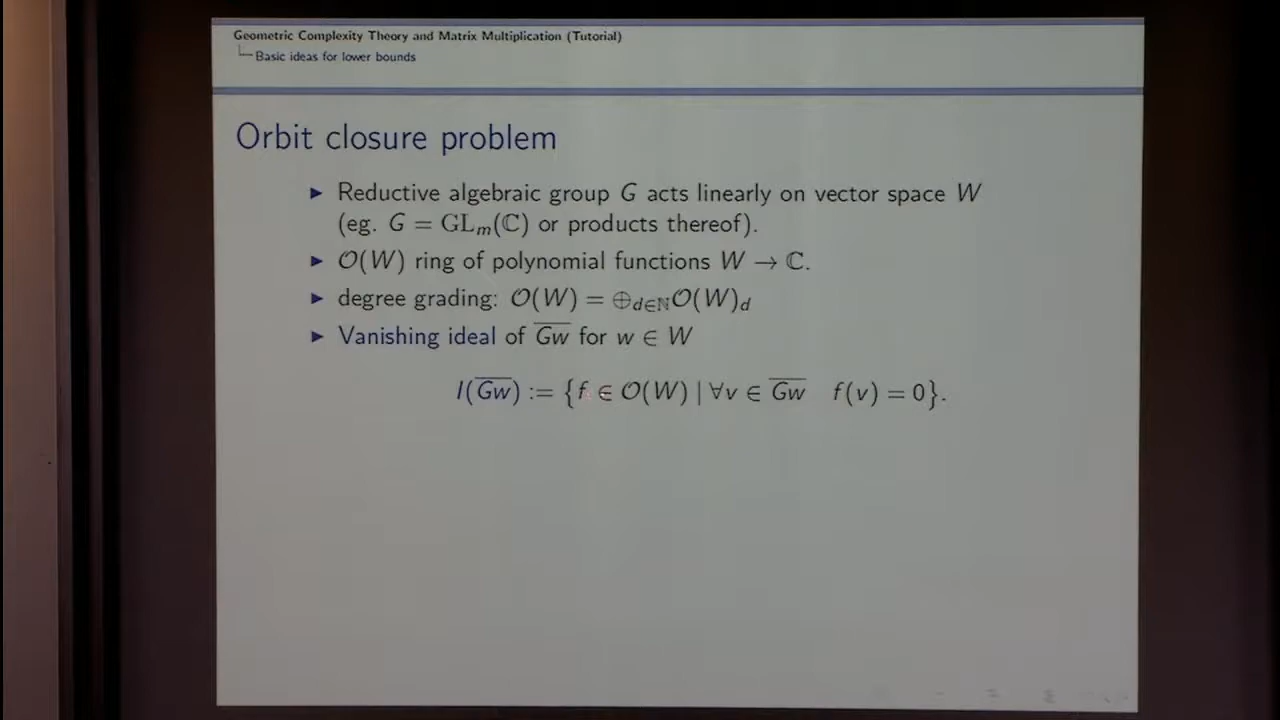 Geometric Complexity Theory and Matrix Multiplication (Tutorial)
Basic ideas for lower bounds
Orbit closure problem
▶ Reductive algebraic group G acts linearly on vector space W
(eg. G = GLₘ(ℂ) or products thereof).
▶ 𝒪(W) ring of polynomial functions W → ℂ.
▶ degree grading: 𝒪(W) = ⊕_{d∈ℕ}𝒪(W)_d
▶ Vanishing ideal of \overline{Gw} for w ∈ W
I(\overline{Gw}) := {f ∈ 𝒪(W) | ∀v ∈ \overline{Gw} f(v) = 0}.